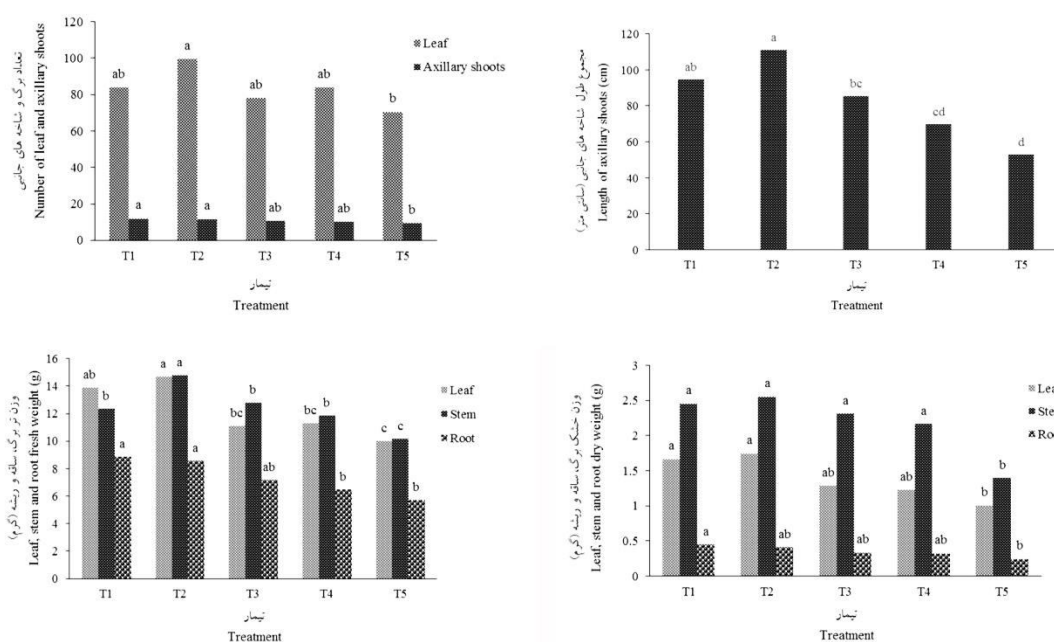 تعداد برگ و شاخه های جانبی
Number of leaf and axillary shoots
120
100
80
60
40
20
0
ab
a
ab
ab
b
a
a
ab
ab
b
Leaf
Axillary shoots
T1 T2 T3 T4 T5
تیمار
Treatment
مجموع طول شاخه های جانبی (سانتی متر)
Length of axillary shoots (cm)
120
100
80
60
40
20
0
ab
a
bc
cd
d
T1 T2 T3 T4 T5
تیمار
Treatment
وزن تر برگ، ساقه و ریشه (گرم)
Leaf, stem and root fresh weight (g)
16
14
12
10
8
6
4
2
0
ab b a
a a a
bc b ab
bc b b
c c b
Leaf
Stem
Root
T1 T2 T3 T4 T5
تیمار
Treatment
وزن خشک برگ، ساقه و ریشه (گرم)
Leaf, stem and root dry weight (g)
3
2.5
2
1.5
1
0.5
0
a a a
a a ab
ab a ab
ab a ab
b b b
Lea
Ste
Roo
T1 T2 T3 T4 T5
تیمار
Treatment